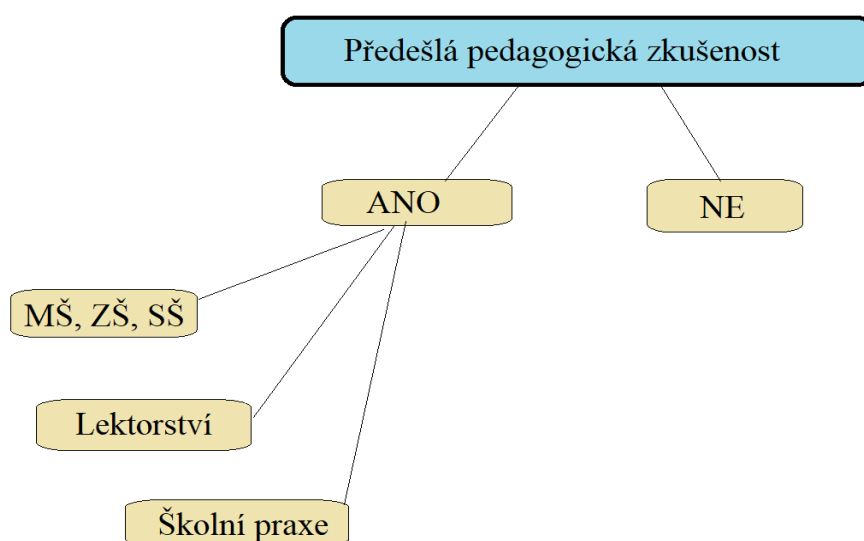 Předešlá pedagogická zkušenost
ANO
NE
MŠ, ZŠ, SŠ
Lektorství
Školní praxe